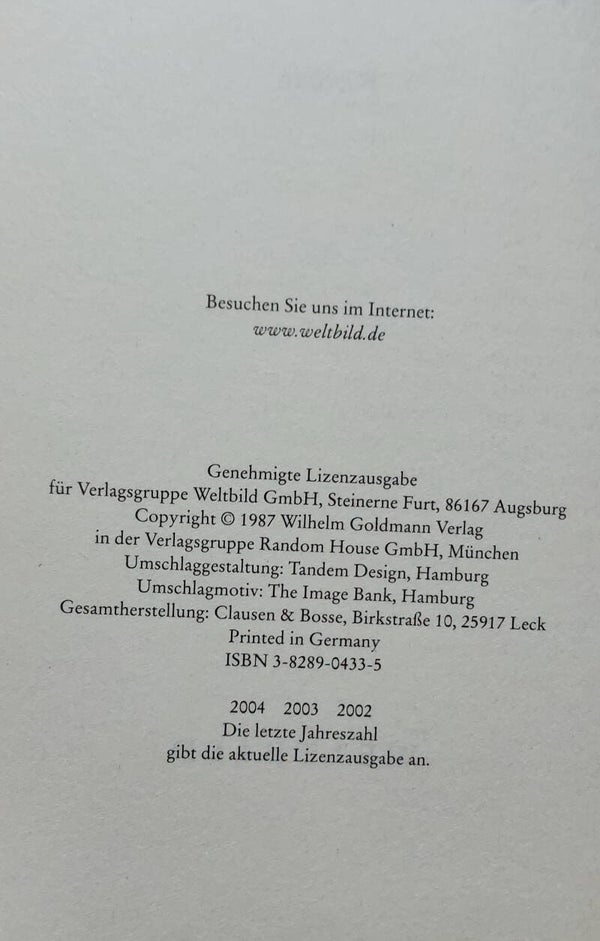 Besuchen Sie uns im Internet:
www.weltbild.de
Genehmigte Lizenzausgabe
für Verlagsgruppe Weltbild GmbH, Steinerne Furt, 86167 Augsburg
Copyright © 1987 Wilhelm Goldmann Verlag
in der Verlagsgruppe Random House GmbH, München
Umschlaggestaltung: Tandem Design, Hamburg
Umschlagmotiv: The Image Bank, Hamburg
Gesamtherstellung: Clausen & Bosse, Birkstraße 10, 25917 Leck
Printed in Germany
ISBN 3-8289-0433-5
2004 2003 2002
Die letzte Jahreszahl
gibt die aktuelle Lizenzausgabe an.